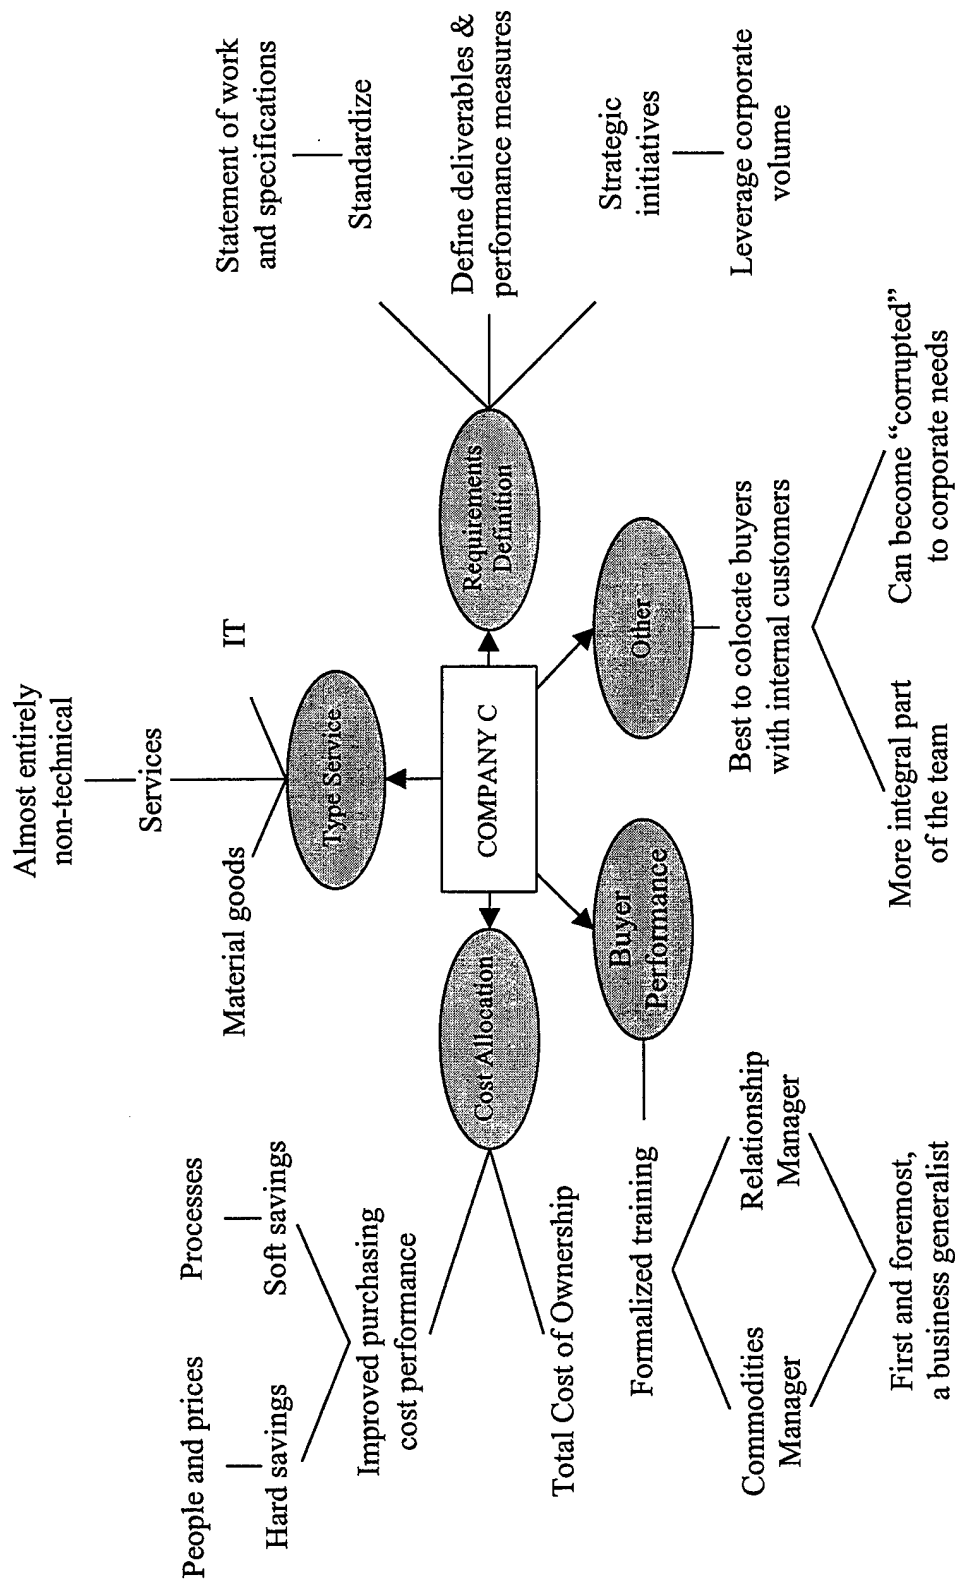 Almost entirely
non-technical
Services
Material goods
IT
Type Service
People and prices
Hard savings
Processes
Soft savings
Improved purchasing
cost performance
Total Cost of Ownership
Cost Allocation
COMPANY C
Requirements
Definition
Statement of work
and specifications
Standardize
Define deliverables &
performance measures
Strategic
initiatives
Leverage corporate
volume
Buyer
Performance
Formalized training
Commodities
Manager
Relationship
Manager
First and foremost,
a business generalist
Other
Best to colocate buyers
with internal customers
More integral part
of the team
Can become “corrupted”
to corporate needs